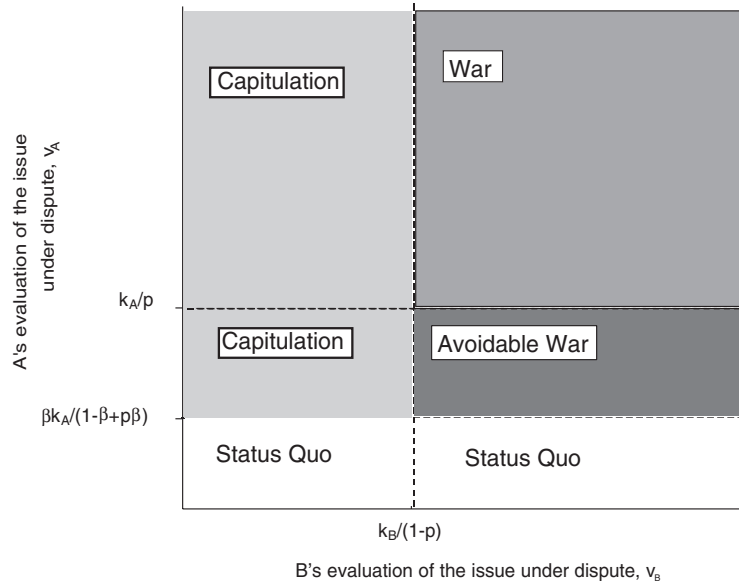 A's evaluation of the issue
under dispute, vA
Capitulation
War
kA/p
Capitulation
Avoidable War
βkA/(1-β+pβ)
Status Quo
Status Quo
kB/(1-p)
B's evaluation of the issue under dispute, vB